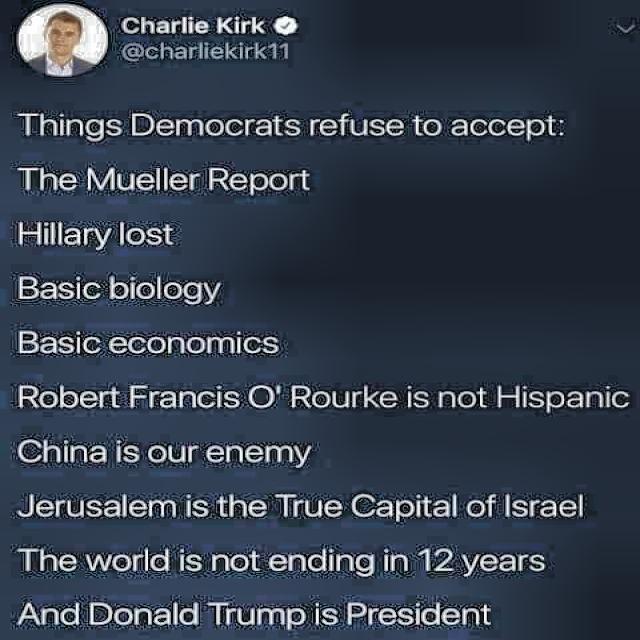 Charlie Kirk
@charliekirk11
Things Democrats refuse to accept:
The Mueller Report
Hillary lost
Basic biology
Basic economics
Robert Francis O' Rourke is not Hispanic
China is our enemy
Jerusalem is the True Capital of Israel
The world is not ending in 12 years
And Donald Trump is President